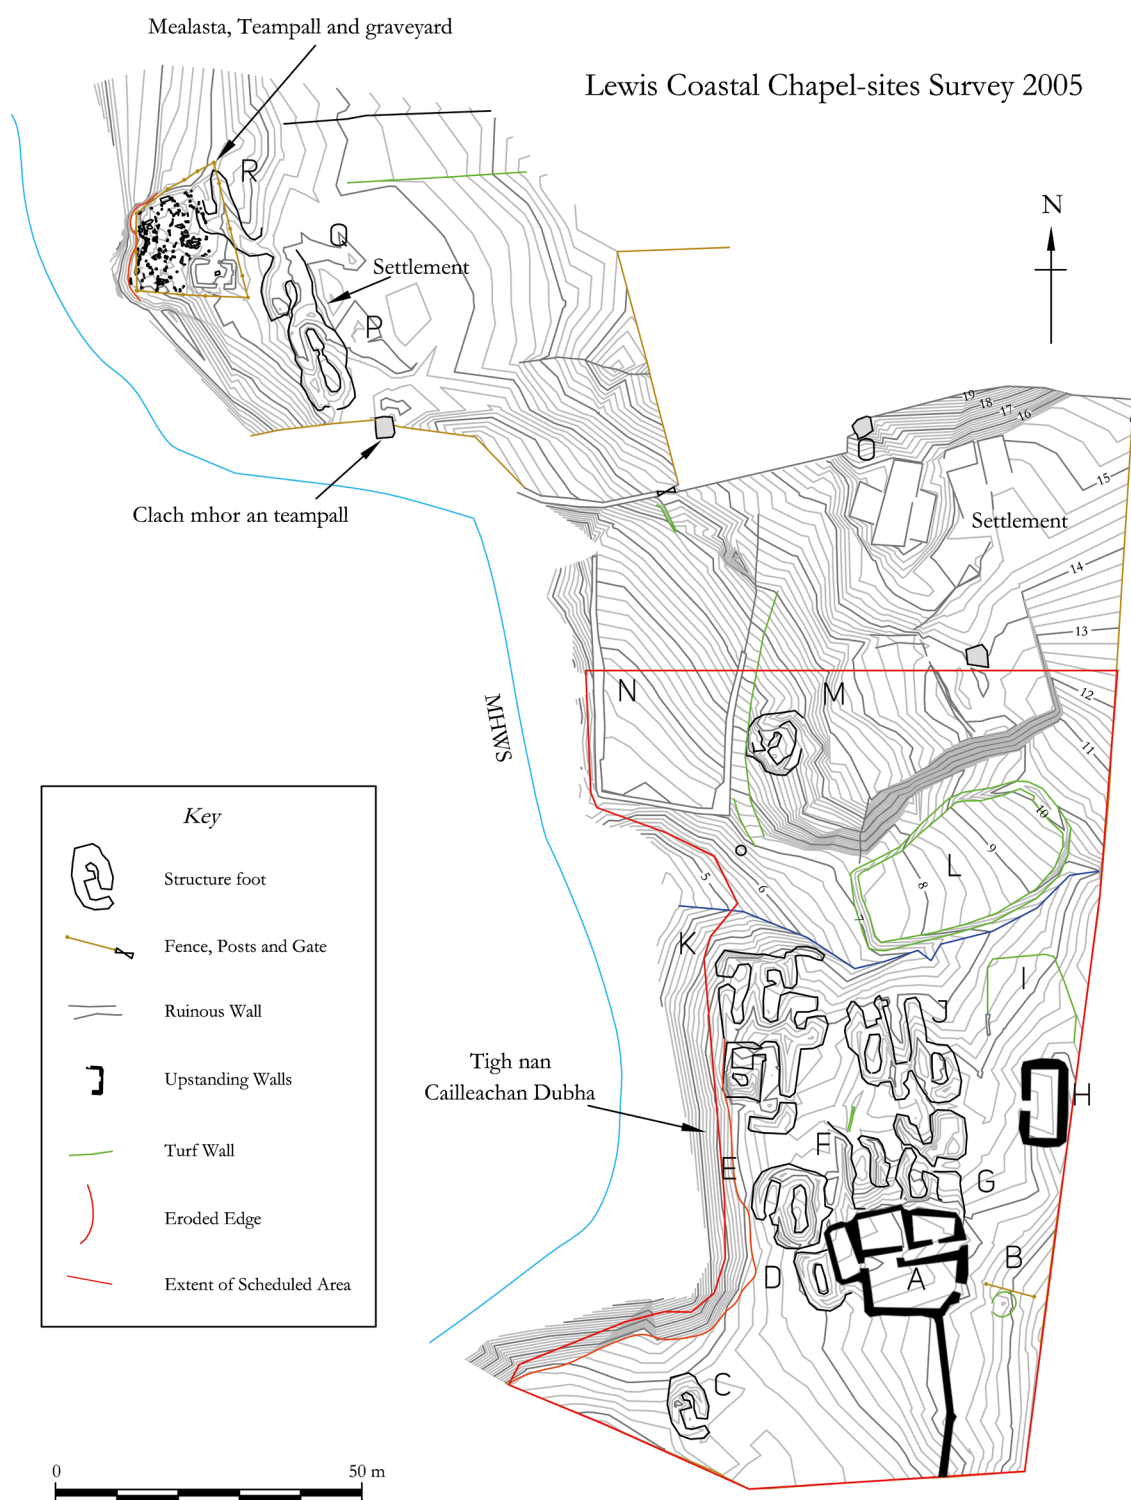 Mealasta, Teampall and graveyard
Lewis Coastal Chapel-sites Survey 2005
R
N
Q
Settlement
P
19
18
17
16
O
15
Clach mhor an teampall
Settlement
14
13
N
M
12
MHWS
11
Key
10
Structure foot
9
L
5
6
8
7
Fence, Posts and Gate
K
I
Ruinous Wall
J
Tigh nan
Cailleachan Dubha
Upstanding Walls
H
Turf Wall
F
E
G
Eroded Edge
B
D
A
Extent of Scheduled Area
C
0
50 m